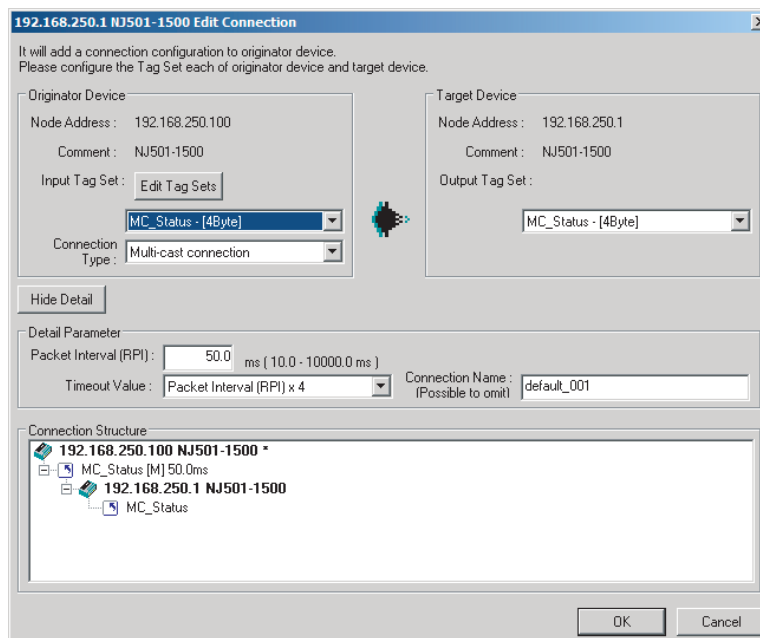 192.168.250.1 NJ501-1500 Edit Connection
It will add a connection configuration to originator device.
Please configure the Tag Set each of originator device and target device.
Originator Device
Node Address : 192.168.250.100
Comment : NJ501-1500
Input Tag Set : Edit Tag Sets
MC_Status - [4Byte]
Connection Type : Multi-cast connection
Target Device
Node Address : 192.168.250.1
Comment : NJ501-1500
Output Tag Set :
MC_Status - [4Byte]
Hide Detail
Detail Parameter
Packet Interval (RPI) : 50.0 ms ( 10.0 - 10000.0 ms )
Timeout Value : Packet Interval (RPI) x 4
Connection Name :
(Possible to omit) default_001
Connection Structure
192.168.250.100 NJ501-1500 *
MC_Status [M] 50.0ms
192.168.250.1 NJ501-1500
MC_Status
OK Cancel